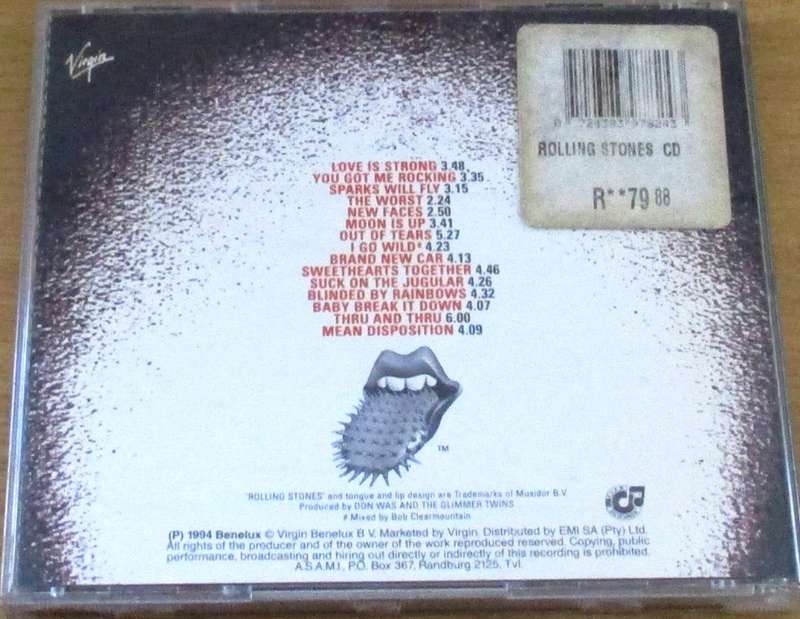 Virgin
0 724383 978243
ROLLING STONES CD
R**79 88
LOVE IS STRONG 3.48
YOU GOT ME ROCKING 3.35
SPARKS WILL FLY 3.15
THE WORST 2.24
NEW FACES 2.50
MOON IS UP 3.41
OUT OF TEARS 5.27
I GO WILD* 4.23
BRAND NEW CAR 4.13
SWEETHEARTS TOGETHER 4.46
SUCK ON THE JUGULAR 4.26
BLINDED BY RAINBOWS 4.32
BABY BREAK IT DOWN 4.07
THRU AND THRU 6.00
MEAN DISPOSITION 4.09
TM
'ROLLING STONES' and tongue and lip design are Trademarks of Musidor B.V.
Produced by DON WAS AND THE GLIMMER TWINS
# Mixed by Bob Clearmountain
(P) 1994 Benelux © Virgin Benelux B V. Marketed by Virgin. Distributed by EMI SA (Pty) Ltd.
All rights of the producer and of the owner of the work reproduced reserved. Copying, public
performance, broadcasting and hiring out directly or indirectly of this recording is prohibited.
A.S.A.M.I., P.O. Box 367, Randburg 2125, Tvl.